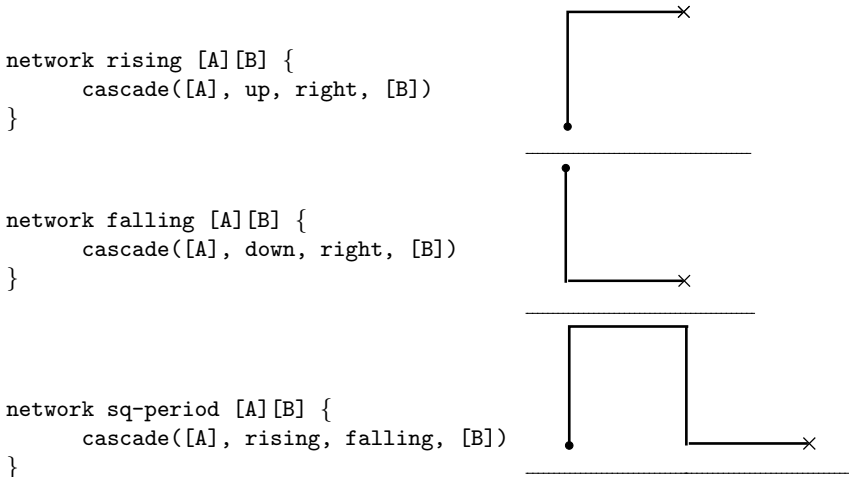 network rising [A][B] {
cascade([A], up, right, [B])
}
network falling [A][B] {
cascade([A], down, right, [B])
}
network sq-period [A][B] {
cascade([A], rising, falling, [B])
}